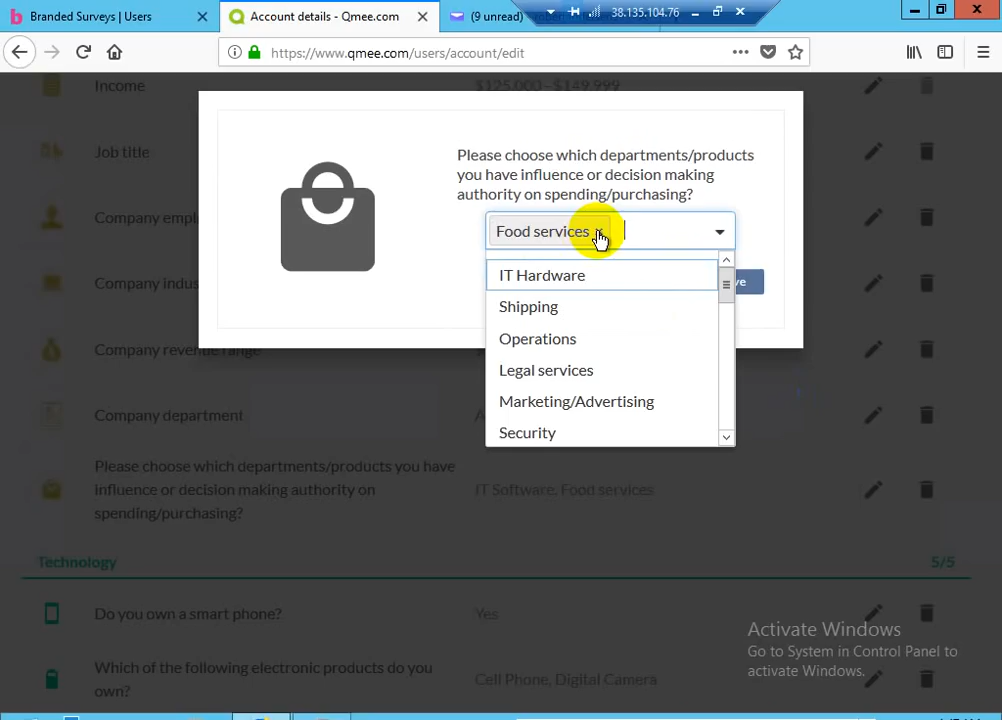 Branded Surveys | Users
Account details - Qmee.com
(9 unread)
38.135.104.76
https://www.qmee.com/users/account/edit
Income
$125,000 - $149,999
Job title
Please choose which departments/products
you have influence or decision making
authority on spending/purchasing?
Food services
IT Hardware
Shipping
Operations
Legal services
Marketing/Advertising
Security
Company revenue range
Company department
Please choose which departments/products you have
influence or decision making authority on
spending/purchasing?
IT Software, Food services
Technology
5/5
Do you own a smart phone?
Yes
Which of the following electronic products do you
own?
Cell Phone, Digital Camera
Activate Windows
Go to System in Control Panel to
activate Windows.